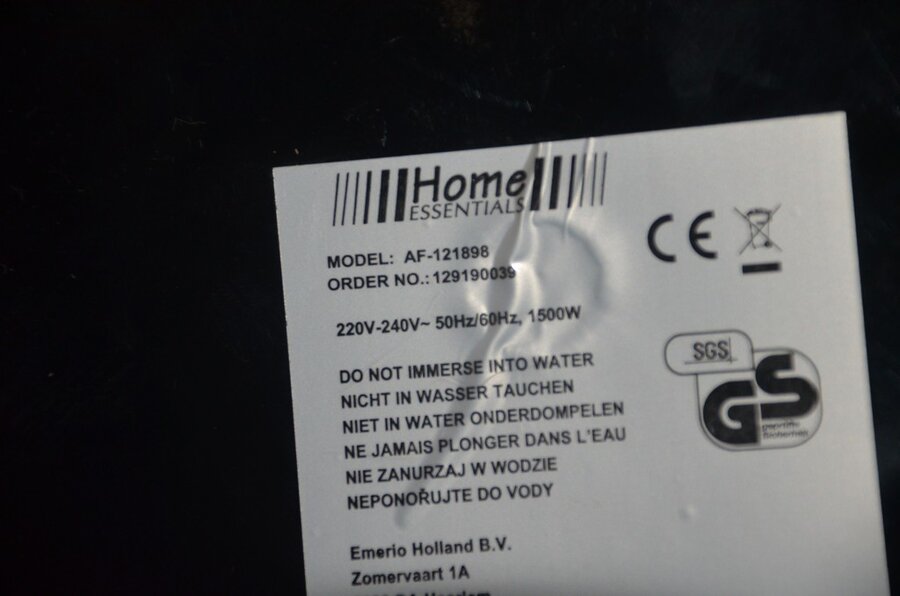 Home
ESSENTIALS
MODEL: AF-121898
ORDER NO.: 129190039
220V-240V~ 50Hz/60Hz, 1500W
DO NOT IMMERSE INTO WATER
NICHT IN WASSER TAUCHEN
NIET IN WATER ONDERDOMPELEN
NE JAMAIS PLONGER DANS L'EAU
NIE ZANURZAJ W WODZIE
NEPONOŘUJTE DO VODY
Emerio Holland B.V.
Zomervaart 1A
CE
SGS
GS
geprüfte
Sicherheit